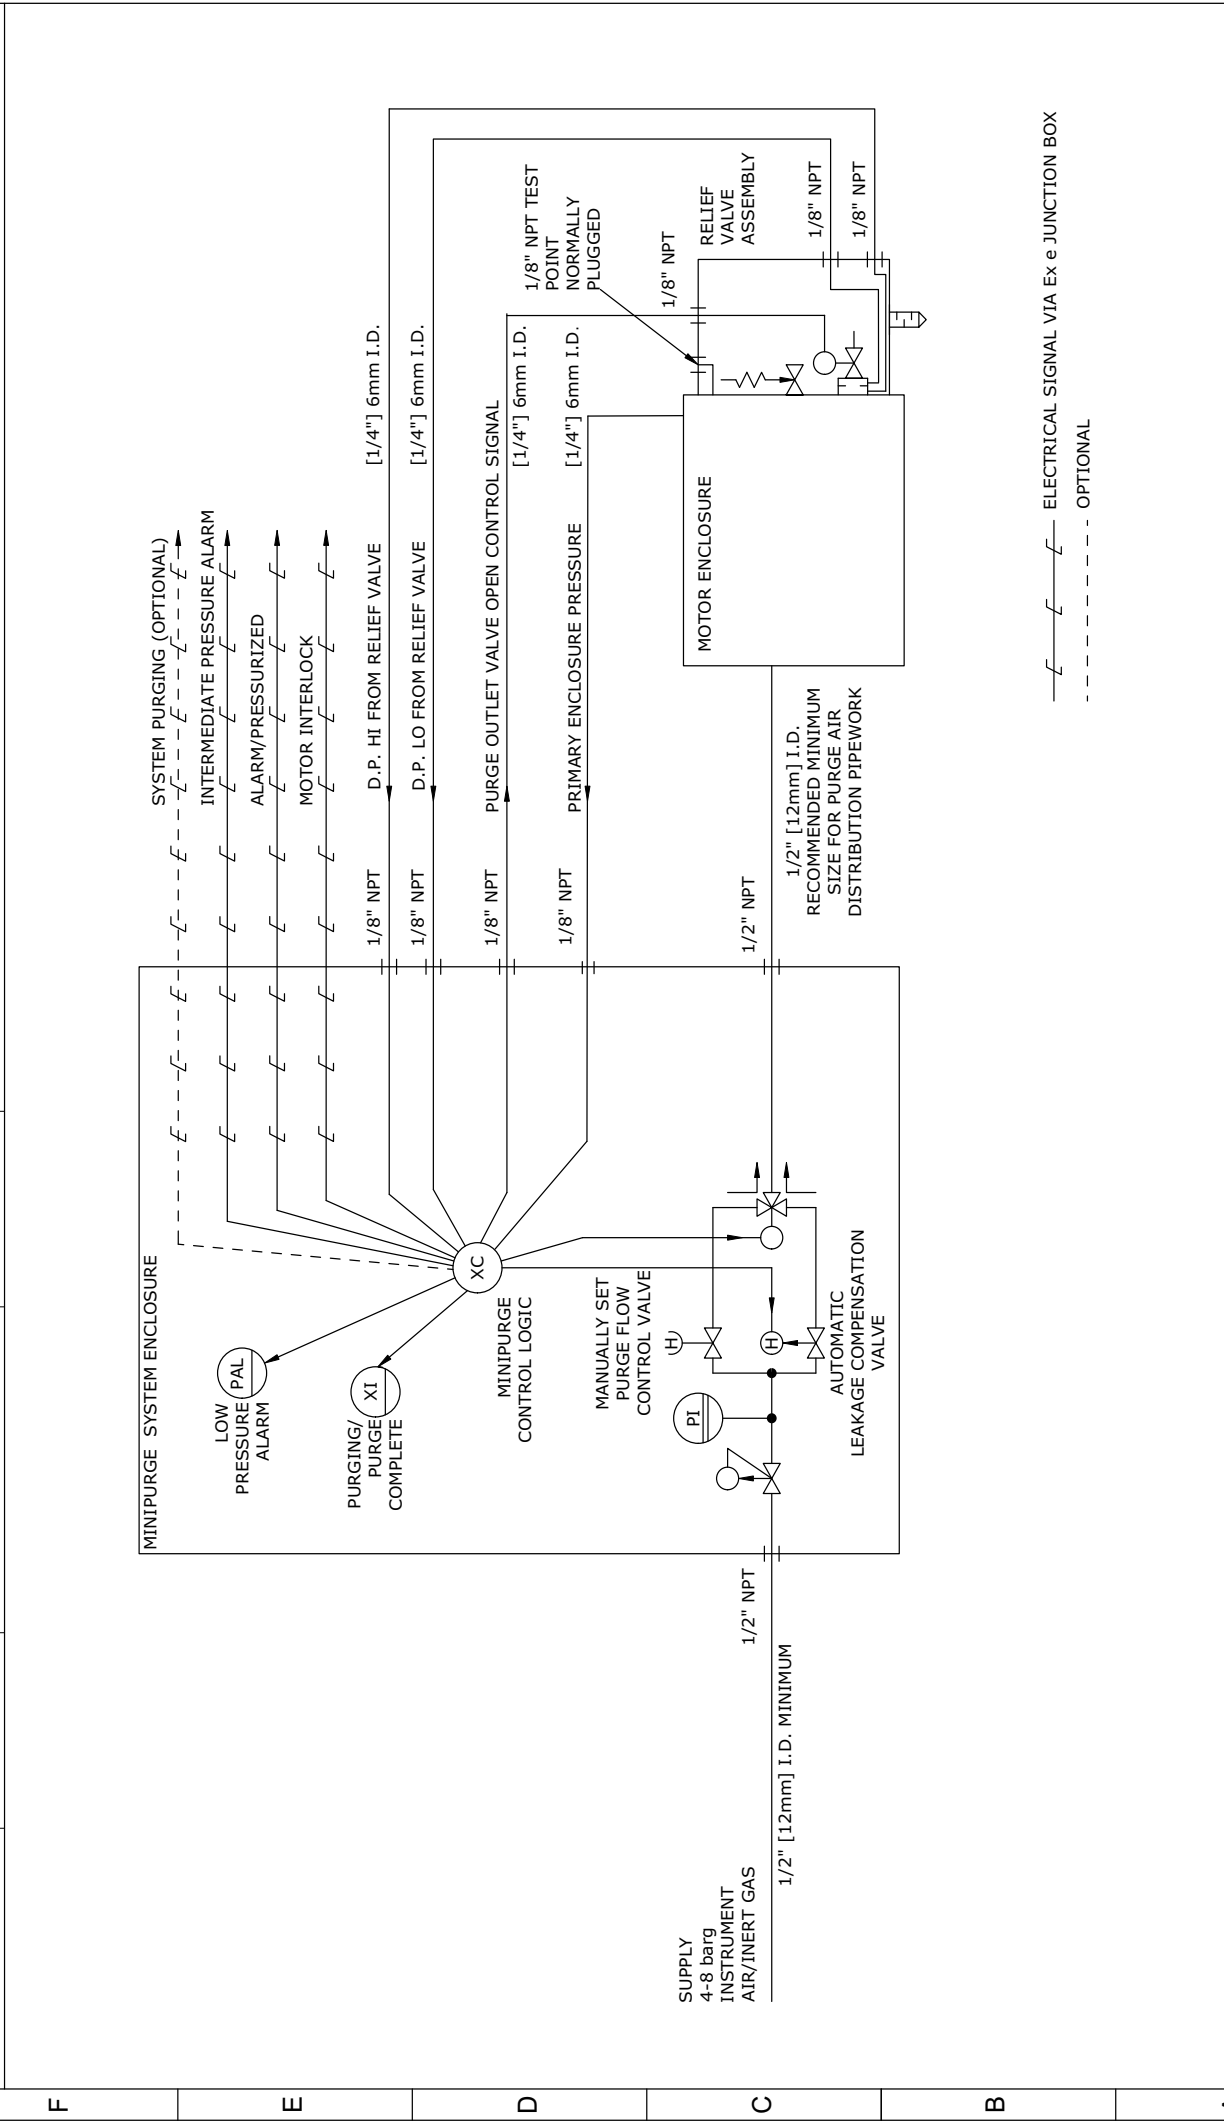 MINIPURGE SYSTEM ENCLOSURE
LOW
PRESSURE
ALARM
PAL
PURGING/
PURGE
COMPLETE
XI
XC
MINIPURGE
CONTROL LOGIC
MANUALLY SET
PURGE FLOW
CONTROL VALVE
H
PI
H
AUTOMATIC
LEAKAGE COMPENSATION
VALVE
SUPPLY
4-8 barg
INSTRUMENT
AIR/INERT GAS
1/2" [12mm] I.D. MINIMUM
1/2" NPT
SYSTEM PURGING (OPTIONAL)
INTERMEDIATE PRESSURE ALARM
ALARM/PRESSURIZED
MOTOR INTERLOCK
1/8" NPT
D.P. HI FROM RELIEF VALVE
[1/4"] 6mm I.D.
1/8" NPT
D.P. LO FROM RELIEF VALVE
[1/4"] 6mm I.D.
1/8" NPT
PURGE OUTLET VALVE OPEN CONTROL SIGNAL
[1/4"] 6mm I.D.
1/8" NPT
PRIMARY ENCLOSURE PRESSURE
[1/4"] 6mm I.D.
1/2" NPT
1/2" [12mm] I.D.
RECOMMENDED MINIMUM
SIZE FOR PURGE AIR
DISTRIBUTION PIPEWORK
MOTOR ENCLOSURE
1/8" NPT TEST
POINT
NORMALLY
PLUGGED
1/8" NPT
RELIEF
VALVE
ASSEMBLY
1/8" NPT
1/8" NPT
ELECTRICAL SIGNAL VIA Ex e JUNCTION BOX
OPTIONAL
F
E
D
C
B